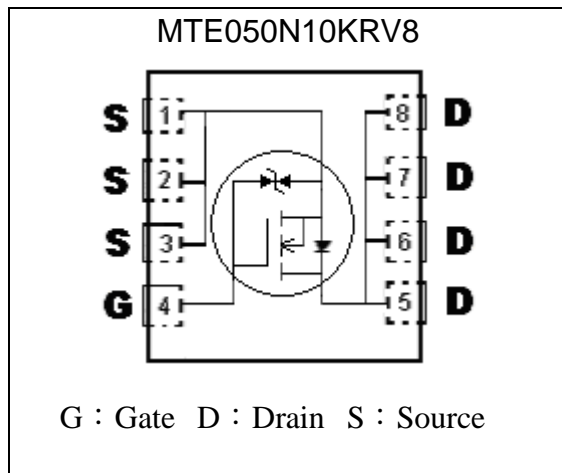 MTE050N10KRV8
S 1 8 D
S 2 7 D
S 3 6 D
G 4 5 D
G：Gate D：Drain S：Source